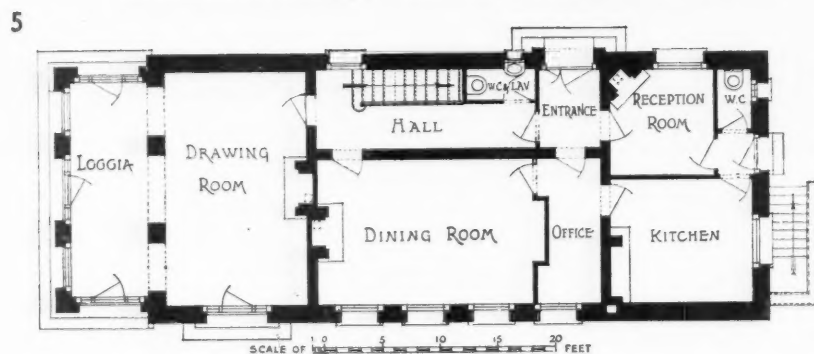 5
LOGGIA
DRAWING
ROOM
HALL
W.C & LAV
ENTRANCE
RECEPTION
ROOM
W.C
DINING ROOM
OFFICE
KITCHEN
SCALE OF 0 5 10 15 20 FEET